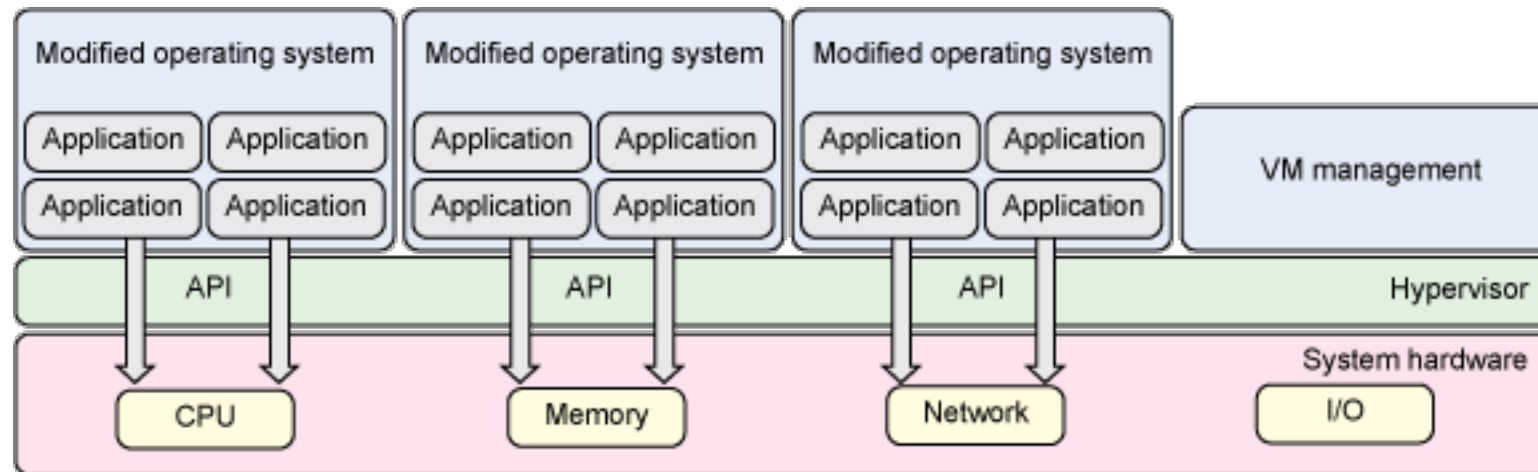 Modified operating system
Modified operating system
Modified operating system
Application Application
Application Application
Application Application
Application Application
Application Application
Application Application
VM management
API
API
API
Hypervisor
System hardware
CPU
Memory
Network
I/O